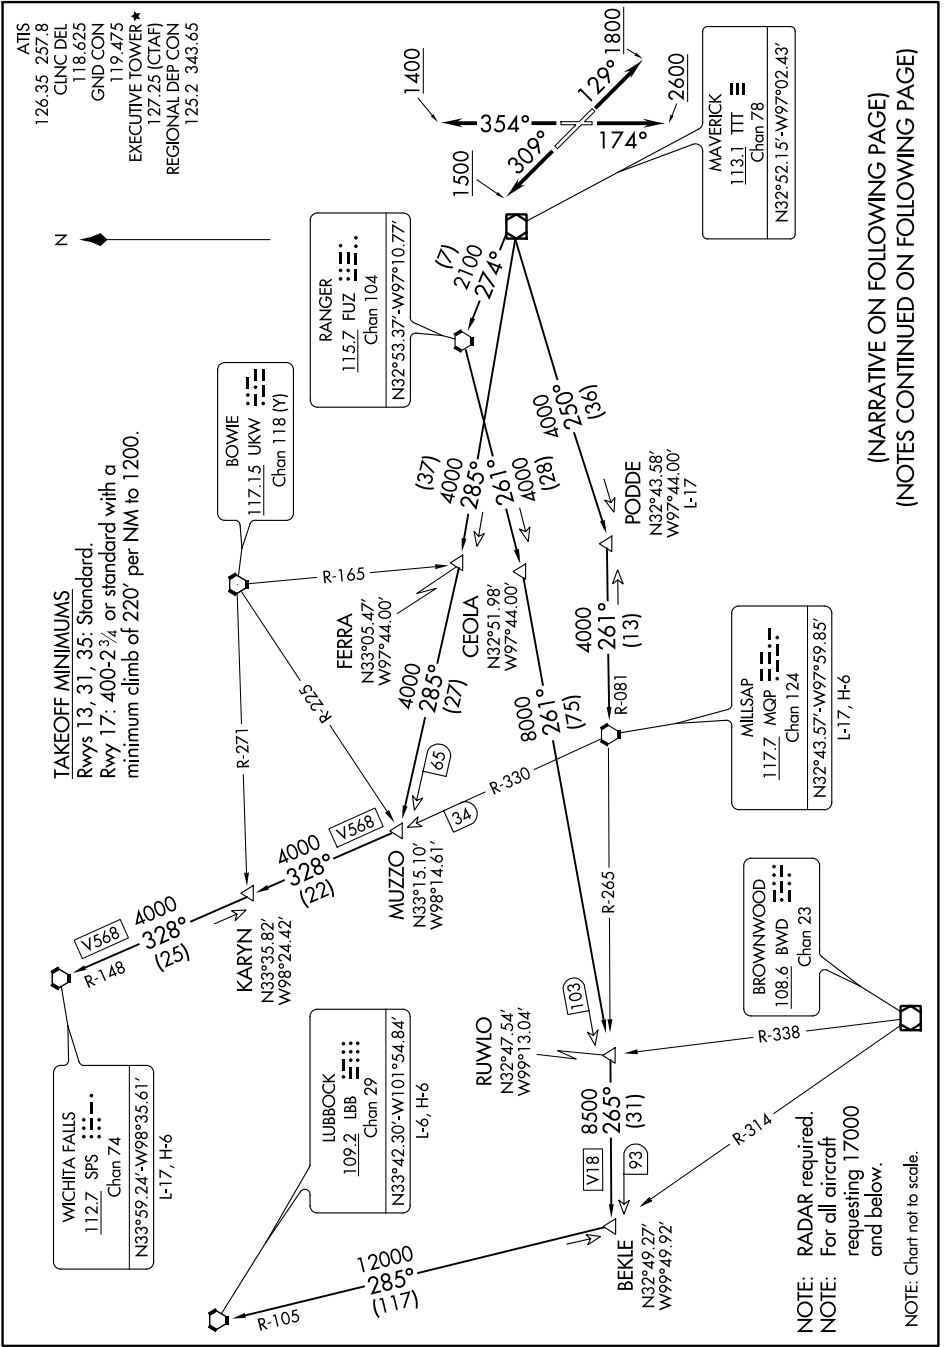 ATIS
126.35 257.8
CLNC DEL
118.625
GND CON
119.475
EXECUTIVE TOWER★
127.25 (CTAF)
REGIONAL DEP CON
125.2 343.65
TAKEOFF MINIMUMS
Rwys 13, 31, 35: Standard.
Rwy 17: 400-2¾ or standard with a
minimum climb of 220' per NM to 1200.
N
WICHITA FALLS
112.7 SPS
Chan 74
N33°59.24'-W98°35.61'
L-17, H-6
V568
4000
328°
(25)
R-148
KARYN
N33°35.82'
W98°24.42'
4000
328°
(22)
V568
R-271
BOWIE
117.15 UKW
Chan 118 (Y)
R-225
R-165
RANGER
115.7 FUZ
Chan 104
N32°53.37'-W97°10.77'
(7)
2100
274°
1500
1400
354°
309°
129°
1800
174°
2600
MAVERICK
113.1 TTT
Chan 78
N32°52.15'-W97°02.43'
LUBBOCK
109.2 LBB
Chan 29
N33°42.30'-W101°54.84'
L-6, H-6
MUZZO
N33°15.10'
W98°14.61'
65
34
R-330
4000
285°
(27)
FERRA
N33°05.47'
W97°44.00'
(37)
4000
285°
CEOLA
N32°51.98'
W97°44.00'
261°
4000
(28)
8000
261°
(75)
4000
250°
(36)
PODDE
N32°43.58'
W97°44.00'
L-17
4000
261°
(13)
R-081
MILLSAP
117.7 MQP
Chan 124
N32°43.57'-W97°59.85'
L-17, H-6
R-265
103
RUWLO
N32°47.54'
W99°13.04'
8500
265°
(31)
V18
93
BEKLE
N32°49.27'
W99°49.92'
12000
285°
(117)
R-105
BROWNWOOD
108.6 BWD
Chan 23
R-338
R-314
NOTE: RADAR required.
NOTE: For all aircraft
requesting 17000
and below.
NOTE: Chart not to scale.
(NARRATIVE ON FOLLOWING PAGE)
(NOTES CONTINUED ON FOLLOWING PAGE)